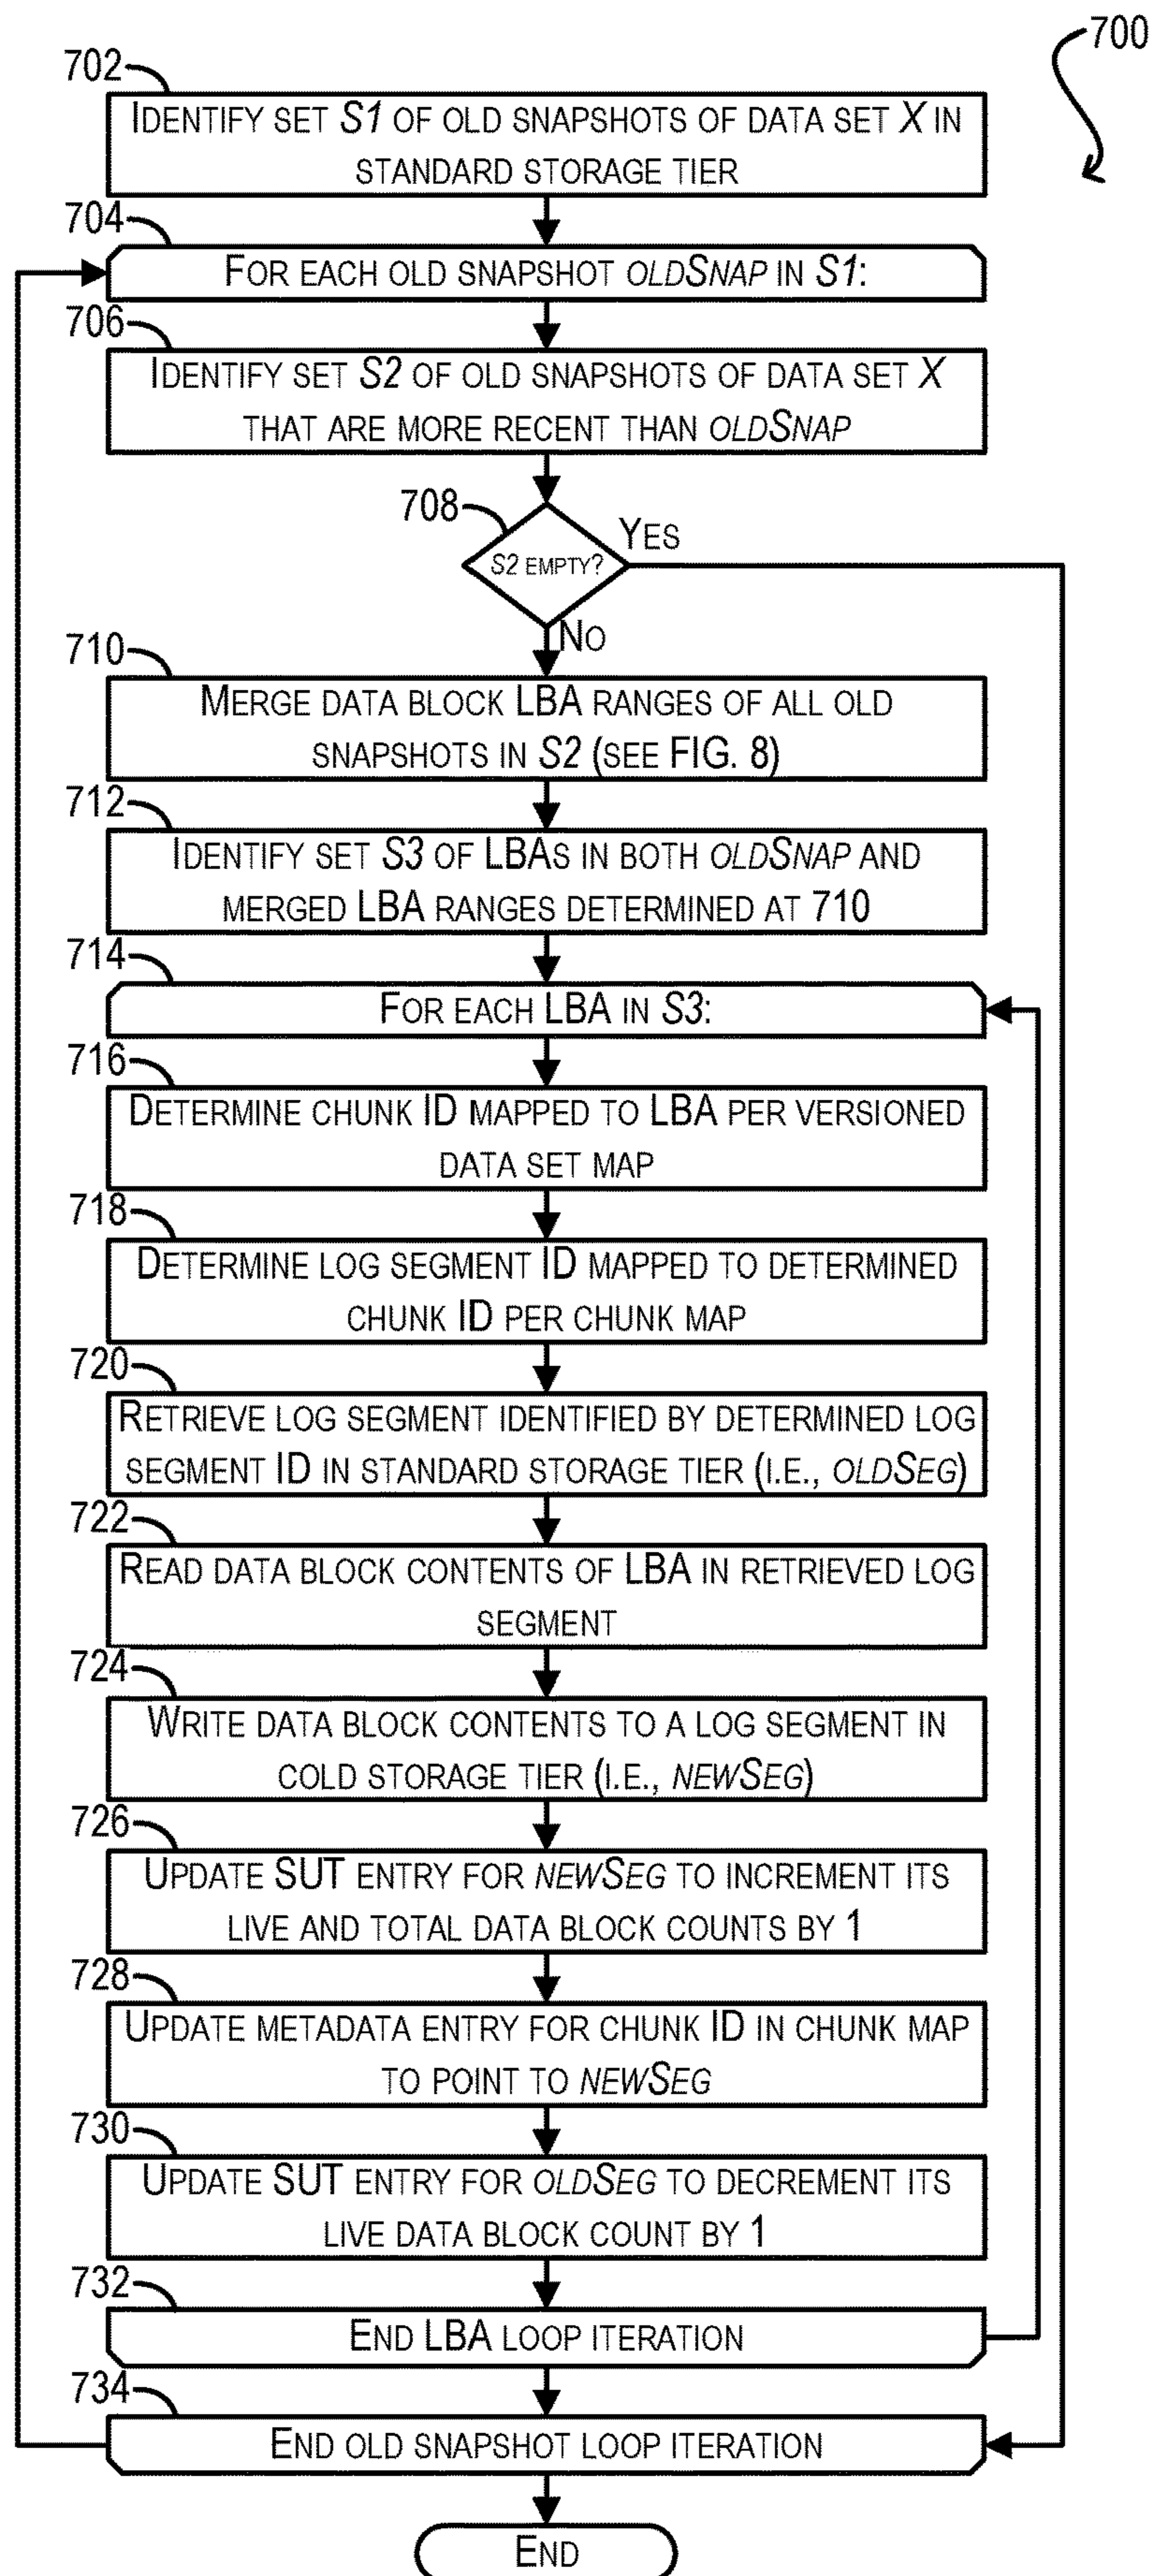 700
702
IDENTIFY SET S1 OF OLD SNAPSHOTS OF DATA SET X IN
STANDARD STORAGE TIER
704
FOR EACH OLD SNAPSHOT OLDSNAP IN S1:
706
IDENTIFY SET S2 OF OLD SNAPSHOTS OF DATA SET X
THAT ARE MORE RECENT THAN OLDSNAP
708
S2 EMPTY?
YES
NO
710
MERGE DATA BLOCK LBA RANGES OF ALL OLD
SNAPSHOTS IN S2 (SEE FIG. 8)
712
IDENTIFY SET S3 OF LBAS IN BOTH OLDSNAP AND
MERGED LBA RANGES DETERMINED AT 710
714
FOR EACH LBA IN S3:
716
DETERMINE CHUNK ID MAPPED TO LBA PER VERSIONED
DATA SET MAP
718
DETERMINE LOG SEGMENT ID MAPPED TO DETERMINED
CHUNK ID PER CHUNK MAP
720
RETRIEVE LOG SEGMENT IDENTIFIED BY DETERMINED LOG
SEGMENT ID IN STANDARD STORAGE TIER (I.E., OLDSEG)
722
READ DATA BLOCK CONTENTS OF LBA IN RETRIEVED LOG
SEGMENT
724
WRITE DATA BLOCK CONTENTS TO A LOG SEGMENT IN
COLD STORAGE TIER (I.E., NEWSEG)
726
UPDATE SUT ENTRY FOR NEWSEG TO INCREMENT ITS
LIVE AND TOTAL DATA BLOCK COUNTS BY 1
728
UPDATE METADATA ENTRY FOR CHUNK ID IN CHUNK MAP
TO POINT TO NEWSEG
730
UPDATE SUT ENTRY FOR OLDSEG TO DECREMENT ITS
LIVE DATA BLOCK COUNT BY 1
732
END LBA LOOP ITERATION
734
END OLD SNAPSHOT LOOP ITERATION
END